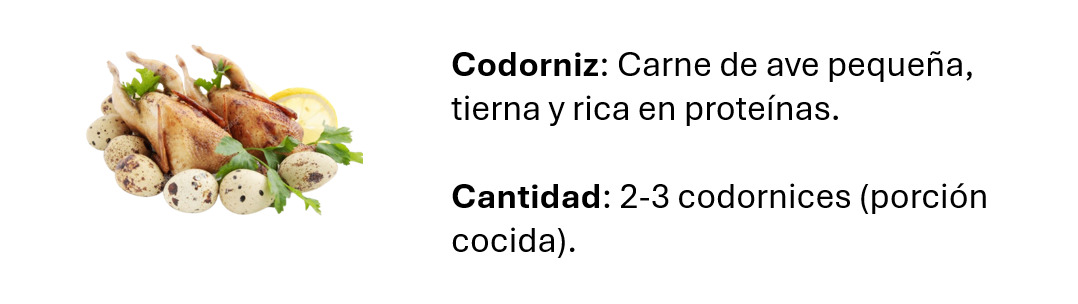 Codorniz: Carne de ave pequeña,
tierna y rica en proteínas.
Cantidad: 2-3 codornices (porción
cocida).